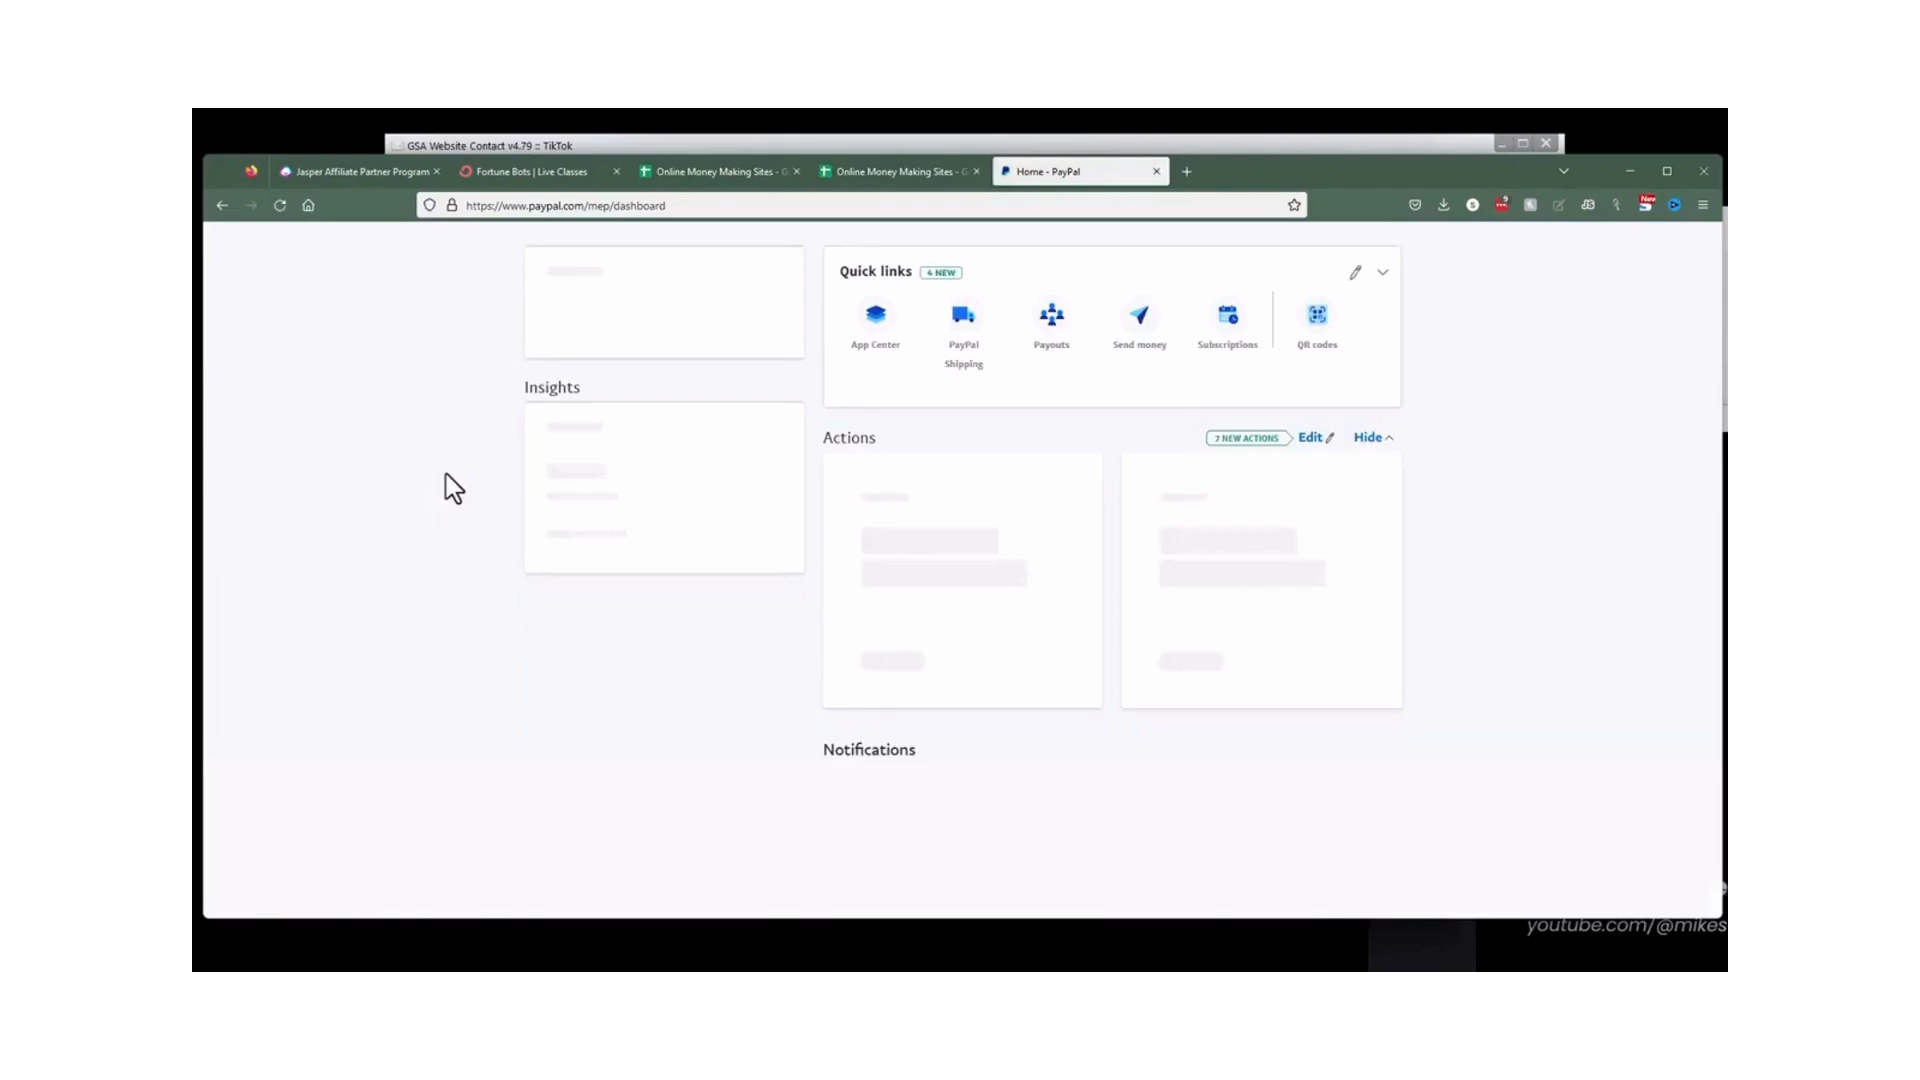 GSA Website Contact v4.79 :: TikTok
Jasper Affiliate Partner Program
Fortune Bots | Live Classes
Online Money Making Sites - G
Online Money Making Sites - G
Home - PayPal
https://www.paypal.com/mep/dashboard
9
New
Quick links
4 NEW
App Center
PayPal
Shipping
Payouts
Send money
Subscriptions
QR codes
Insights
Actions
7 NEW ACTIONS
Edit
Hide
Notifications
youtube.com/@mikes